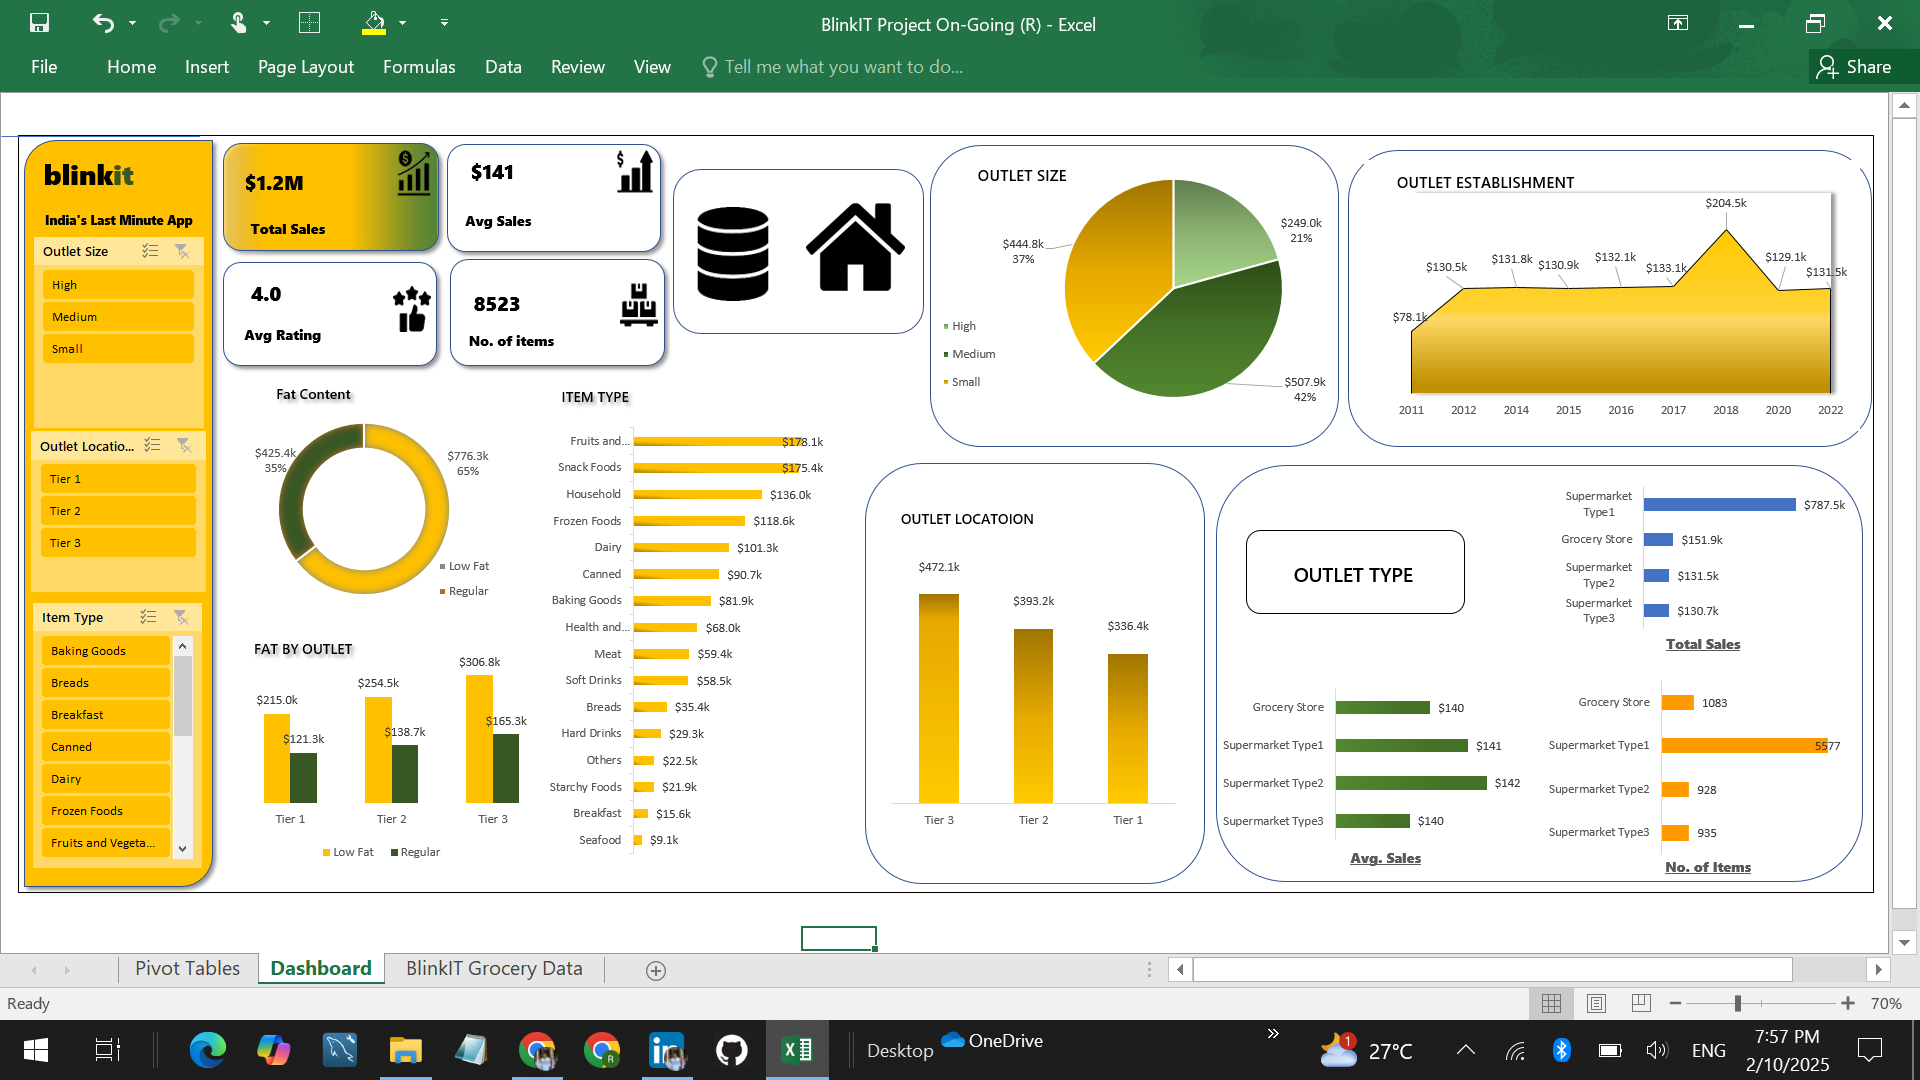 BlinkIT Project On-Going (R) - Excel
File Home Insert Page Layout Formulas Data Review View Tell me what you want to do... Share
blinkit
India's Last Minute App
Outlet Size
High
Medium
Small
Outlet Locatio...
Tier 1
Tier 2
Tier 3
Item Type
Baking Goods
Breads
Breakfast
Canned
Dairy
Frozen Foods
Fruits and Vegeta...
$1.2M
Total Sales
$
$141
Avg Sales
$
4.0
Avg Rating
8523
No. of items
Fat Content
$425.4k
35%
$776.3k
65%
Low Fat
Regular
FAT BY OUTLET
$215.0k
$121.3k
$254.5k
$138.7k
$306.8k
$165.3k
Tier 1 Tier 2 Tier 3
Low Fat Regular
ITEM TYPE
Fruits and... $178.1k
Snack Foods $175.4k
Household $136.0k
Frozen Foods $118.6k
Dairy $101.3k
Canned $90.7k
Baking Goods $81.9k
Health and... $68.0k
Meat $59.4k
Soft Drinks $58.5k
Breads $35.4k
Hard Drinks $29.3k
Others $22.5k
Starchy Foods $21.9k
Breakfast $15.6k
Seafood $9.1k
OUTLET SIZE
$444.8k
37%
$249.0k
21%
$507.9k
42%
High
Medium
Small
OUTLET ESTABLISHMENT
$78.1k
$130.5k
$131.8k
$130.9k
$132.1k
$133.1k
$204.5k
$129.1k
$131.5k
2011 2012 2014 2015 2016 2017 2018 2020 2022
OUTLET LOCATOION
$472.1k
$393.2k
$336.4k
Tier 3 Tier 2 Tier 1
OUTLET TYPE
Supermarket
Type1 $787.5k
Grocery Store $151.9k
Supermarket
Type2 $131.5k
Supermarket
Type3 $130.7k
Total Sales
Grocery Store $140
Supermarket Type1 $141
Supermarket Type2 $142
Supermarket Type3 $140
Avg. Sales
Grocery Store 1083
Supermarket Type1 5577
Supermarket Type2 928
Supermarket Type3 935
No. of Items
Pivot Tables Dashboard BlinkIT Grocery Data
Ready
70%
R
in
X
Desktop
OneDrive
1
27°C
ENG
7:57 PM
2/10/2025